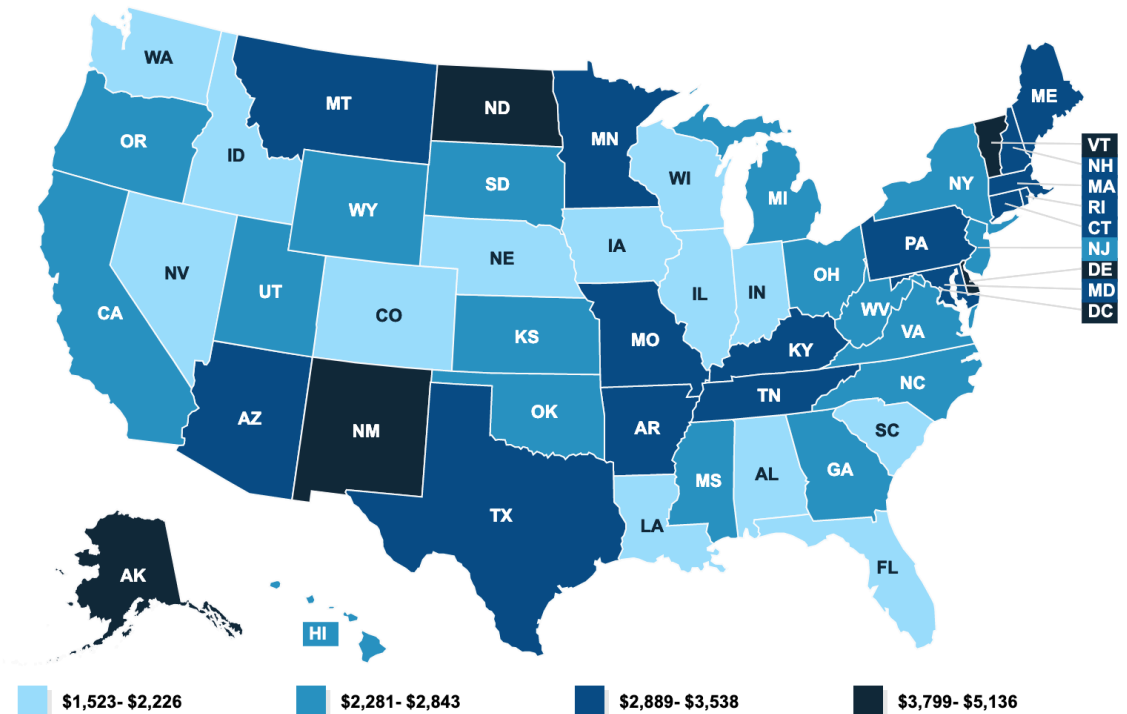 WA
MT
ND
MN
ME
OR
ID
SD
WI
VT
NH
MA
RI
CT
NJ
DE
MD
DC
WY
MI
NY
NV
UT
NE
IA
PA
CA
CO
IL
IN
OH
WV
VA
KS
MO
KY
AZ
NM
OK
AR
TN
NC
SC
TX
MS
AL
GA
LA
FL
AK
HI
$1,523- $2,226
$2,281- $2,843
$2,889- $3,538
$3,799- $5,136